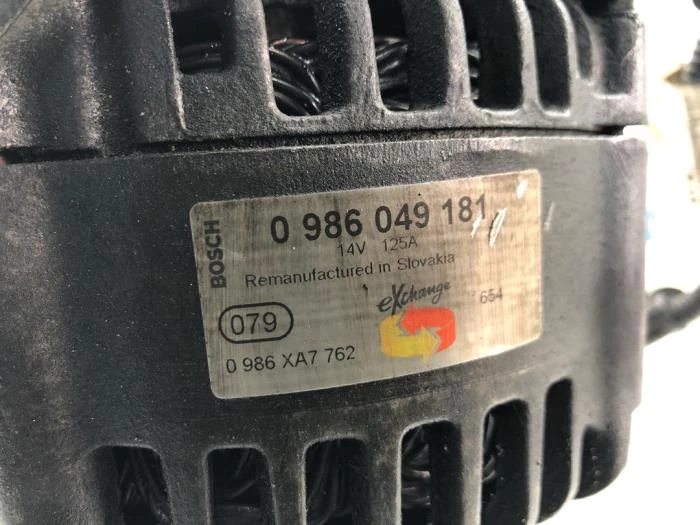 BOSCH
0 986 049 181
14V 125A
Remanufactured in Slovakia
eXchange
654
079
0 986 XA7 762